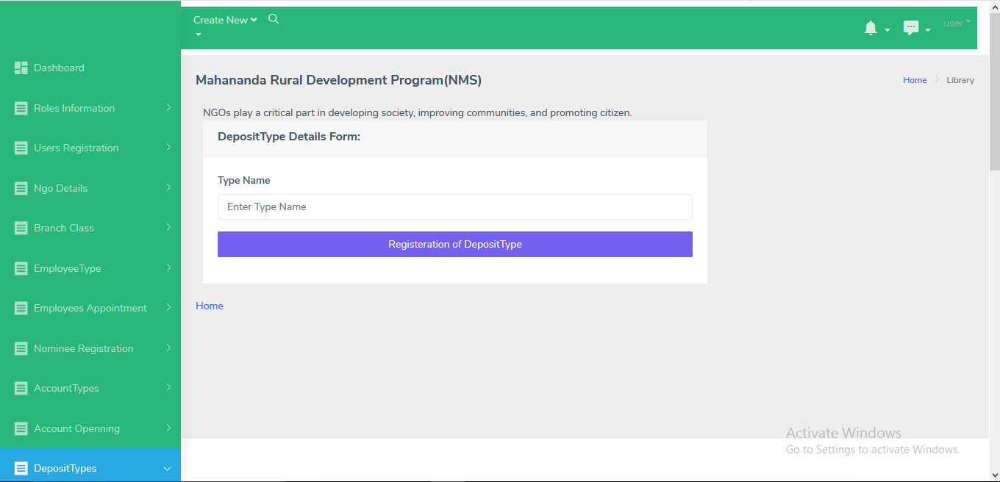 Create New
user
Dashboard
Roles Information
Users Registration
Ngo Details
Branch Class
EmployeeType
Employees Appointment
Nominee Registration
AccountTypes
Account Openning
DepositTypes
Mahananda Rural Development Program(NMS)
Home
Library
NGOs play a critical part in developing society, improving communities, and promoting citizen.
DepositType Details Form:
Type Name
Enter Type Name
Registeration of DepositType
Home
Activate Windows
Go to Settings to activate Windows.